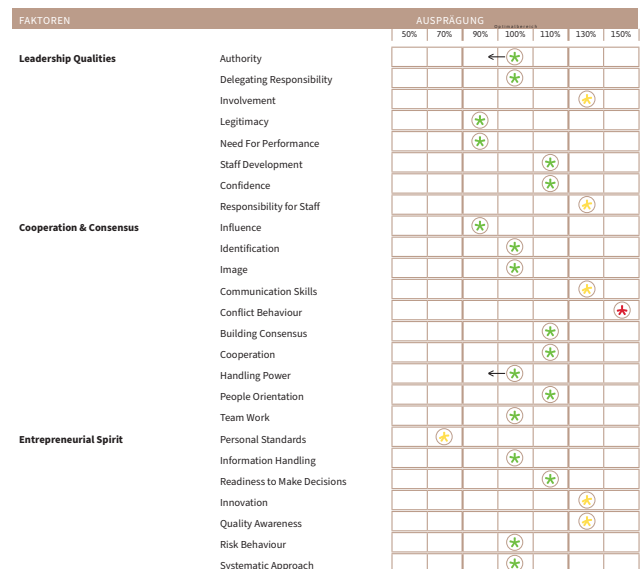 FAKTOREN AUSPRÄGUNG
Optimalbereich
50% 70% 90% 100% 110% 130% 150%
Leadership Qualities Authority
Delegating Responsibility
Involvement
Legitimacy
Need For Performance
Staff Development
Confidence
Responsibility for Staff
Cooperation & Consensus Influence
Identification
Image
Communication Skills
Conflict Behaviour
Building Consensus
Cooperation
Handling Power
People Orientation
Team Work
Entrepreneurial Spirit Personal Standards
Information Handling
Readiness to Make Decisions
Innovation
Quality Awareness
Risk Behaviour
Systematic Approach